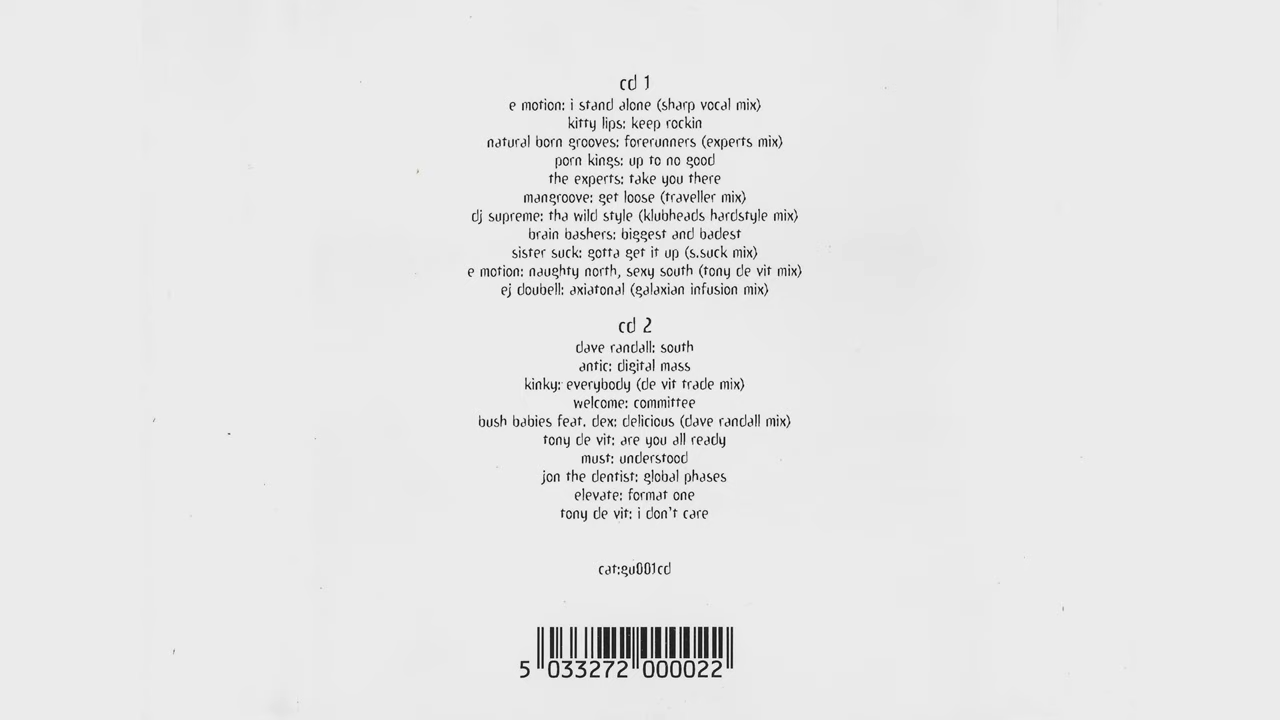 cd 1
e motion: i stand alone (sharp vocal mix)
kitty lips: keep rockin
natural born grooves: forerunners (experts mix)
porn kings: up to no good
the experts: take you there
mangroove: get loose (traveller mix)
dj supreme: tha wild style (klubheads hardstyle mix)
brain bashers: biggest and badest
sister suck: gotta get it up (s.suck mix)
e motion: naughty north, sexy south (tony de vit mix)
ej doubell: axiatonal (galaxian infusion mix)
cd 2
dave randall: south
antic: digital mass
kinky: everybody (de vit trade mix)
welcome: committee
bush babies feat. dex: delicious (dave randall mix)
tony de vit: are you all ready
must: understood
jon the dentist: global phases
elevate: format one
tony de vit: i don't care
cat:gu001cd
5 033272 000022